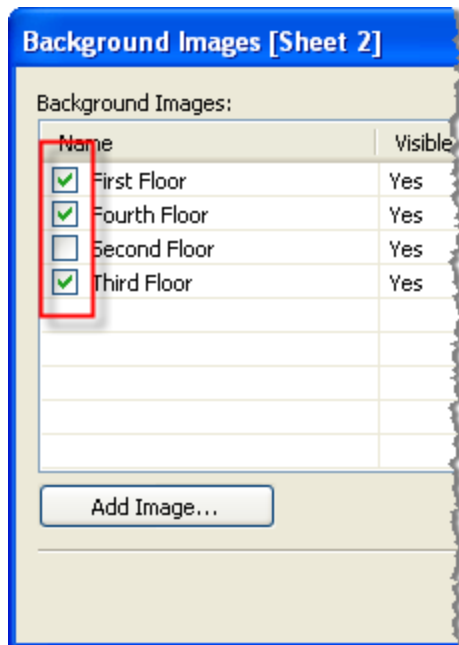 Background Images [Sheet 2]
Background Images:
Name Visible
First Floor Yes
Fourth Floor Yes
Second Floor Yes
Third Floor Yes
Add Image...